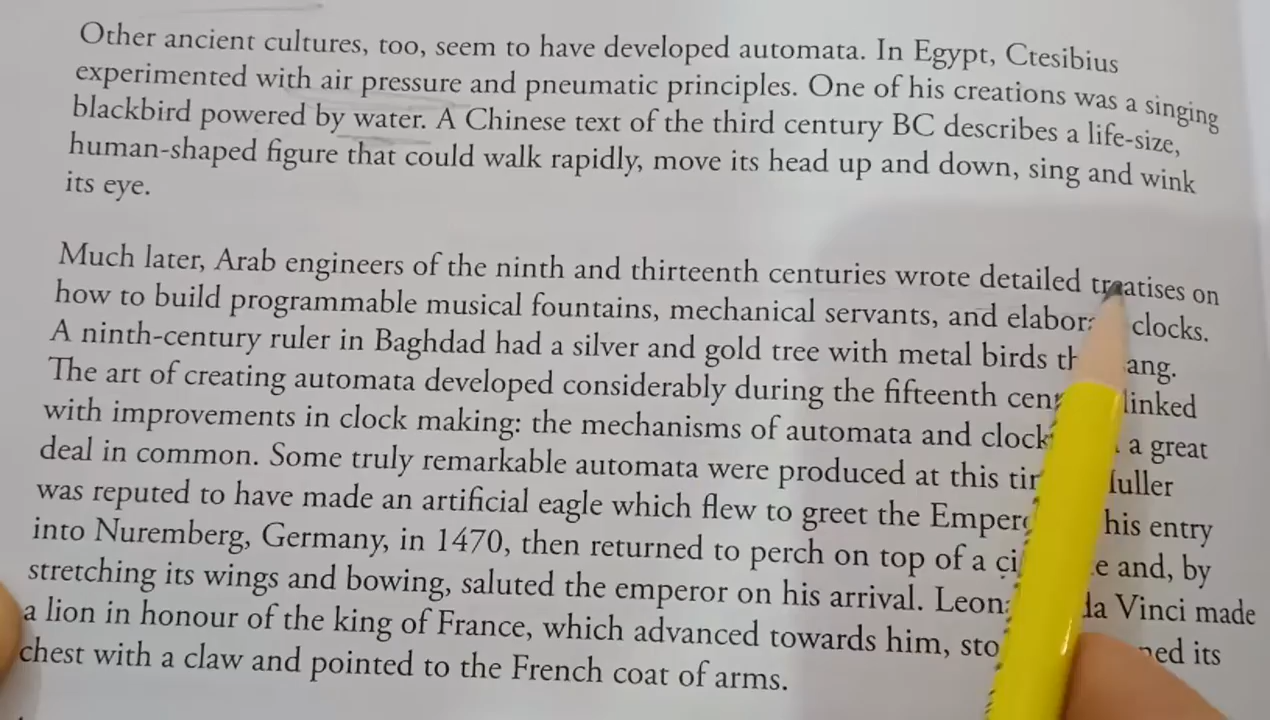 Other ancient cultures, too, seem to have developed automata. In Egypt, Ctesibius
experimented with air pressure and pneumatic principles. One of his creations was a singing
blackbird powered by water. A Chinese text of the third century BC describes a life-size,
human-shaped figure that could walk rapidly, move its head up and down, sing and wink
its eye.
Much later, Arab engineers of the ninth and thirteenth centuries wrote detailed treatises on
how to build programmable musical fountains, mechanical servants, and clocks.
A ninth-century ruler in Baghdad had a silver and gold tree with metal birds
The art of creating automata developed considerably during the fifteenth linked
with improvements in clock making: the mechanisms of automata and a great
deal in common. Some truly remarkable automata were produced at this
was reputed to have made an artificial eagle which flew to greet the his entry
into Nuremberg, Germany, in 1470, then returned to perch on top of a and, by
stretching its wings and bowing, saluted the emperor on his arrival. Vinci made
a lion in honour of the king of France, which advanced towards him, its
chest with a claw and pointed to the French coat of arms.